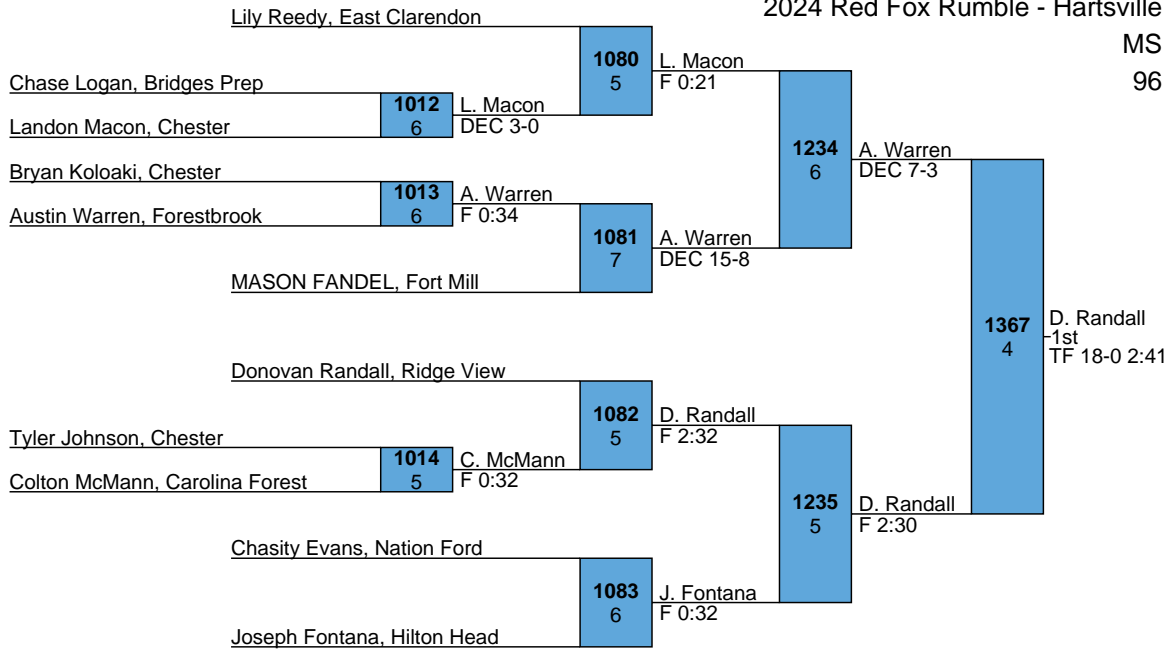 2024 Red Fox Rumble - Hartsville
MS
96
Lily Reedy, East Clarendon
Chase Logan, Bridges Prep
Landon Macon, Chester
1012
6
L. Macon
DEC 3-0
1080
5
L. Macon
F 0:21
Bryan Koloaki, Chester
Austin Warren, Forestbrook
1013
6
A. Warren
F 0:34
MASON FANDEL, Fort Mill
1081
7
A. Warren
DEC 15-8
1234
6
A. Warren
DEC 7-3
Donovan Randall, Ridge View
Tyler Johnson, Chester
Colton McMann, Carolina Forest
1014
5
C. McMann
F 0:32
1082
5
D. Randall
F 2:32
Chasity Evans, Nation Ford
Joseph Fontana, Hilton Head
1083
6
J. Fontana
F 0:32
1235
5
D. Randall
F 2:30
1367
4
D. Randall
1st
TF 18-0 2:41